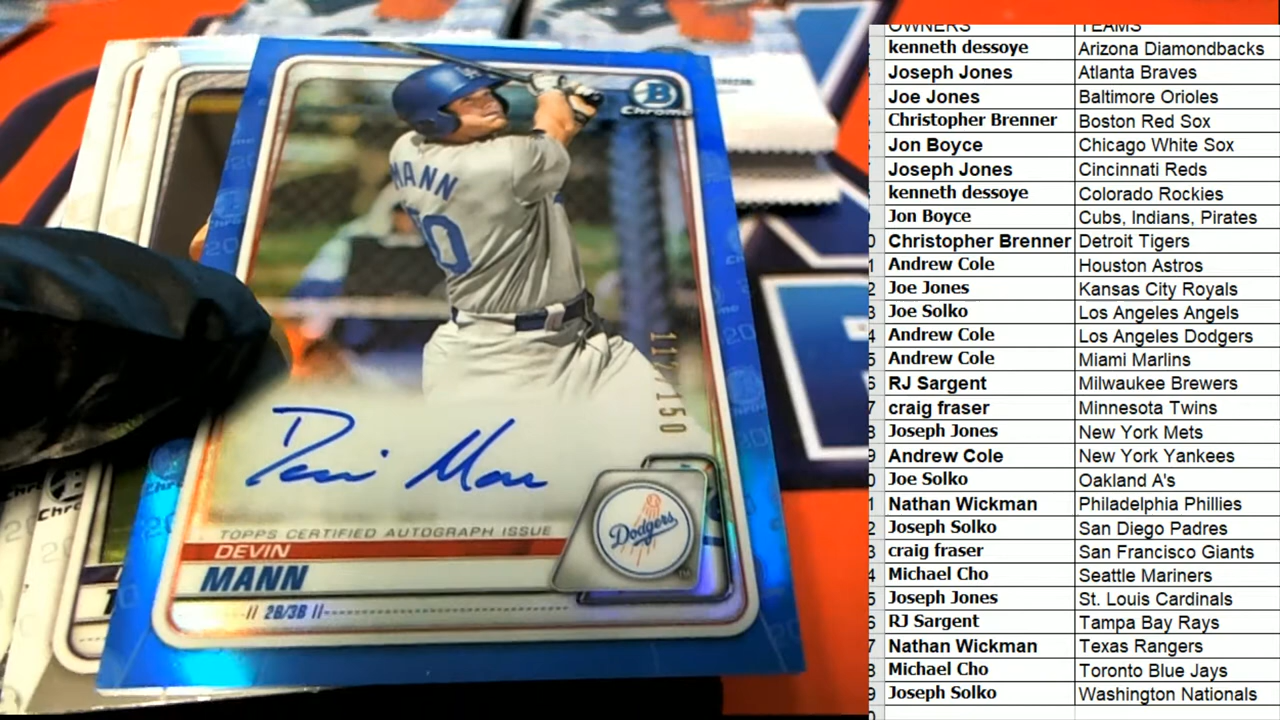 B
Chrome
MANN
Devin Mann
TOPPS CERTIFIED AUTOGRAPH ISSUE
DEVIN
MANN
2B/3B
Dodgers
OWNERS TEAMS
kenneth dessoye Arizona Diamondbacks
Joseph Jones Atlanta Braves
Joe Jones Baltimore Orioles
Christopher Brenner Boston Red Sox
Jon Boyce Chicago White Sox
Joseph Jones Cincinnati Reds
kenneth dessoye Colorado Rockies
Jon Boyce Cubs, Indians, Pirates
Christopher Brenner Detroit Tigers
Andrew Cole Houston Astros
Joe Jones Kansas City Royals
Joe Solko Los Angeles Angels
Andrew Cole Los Angeles Dodgers
Andrew Cole Miami Marlins
RJ Sargent Milwaukee Brewers
craig fraser Minnesota Twins
Joseph Jones New York Mets
Andrew Cole New York Yankees
Joe Solko Oakland A's
Nathan Wickman Philadelphia Phillies
Joseph Solko San Diego Padres
craig fraser San Francisco Giants
Michael Cho Seattle Mariners
Joseph Jones St. Louis Cardinals
RJ Sargent Tampa Bay Rays
Nathan Wickman Texas Rangers
Michael Cho Toronto Blue Jays
Joseph Solko Washington Nationals